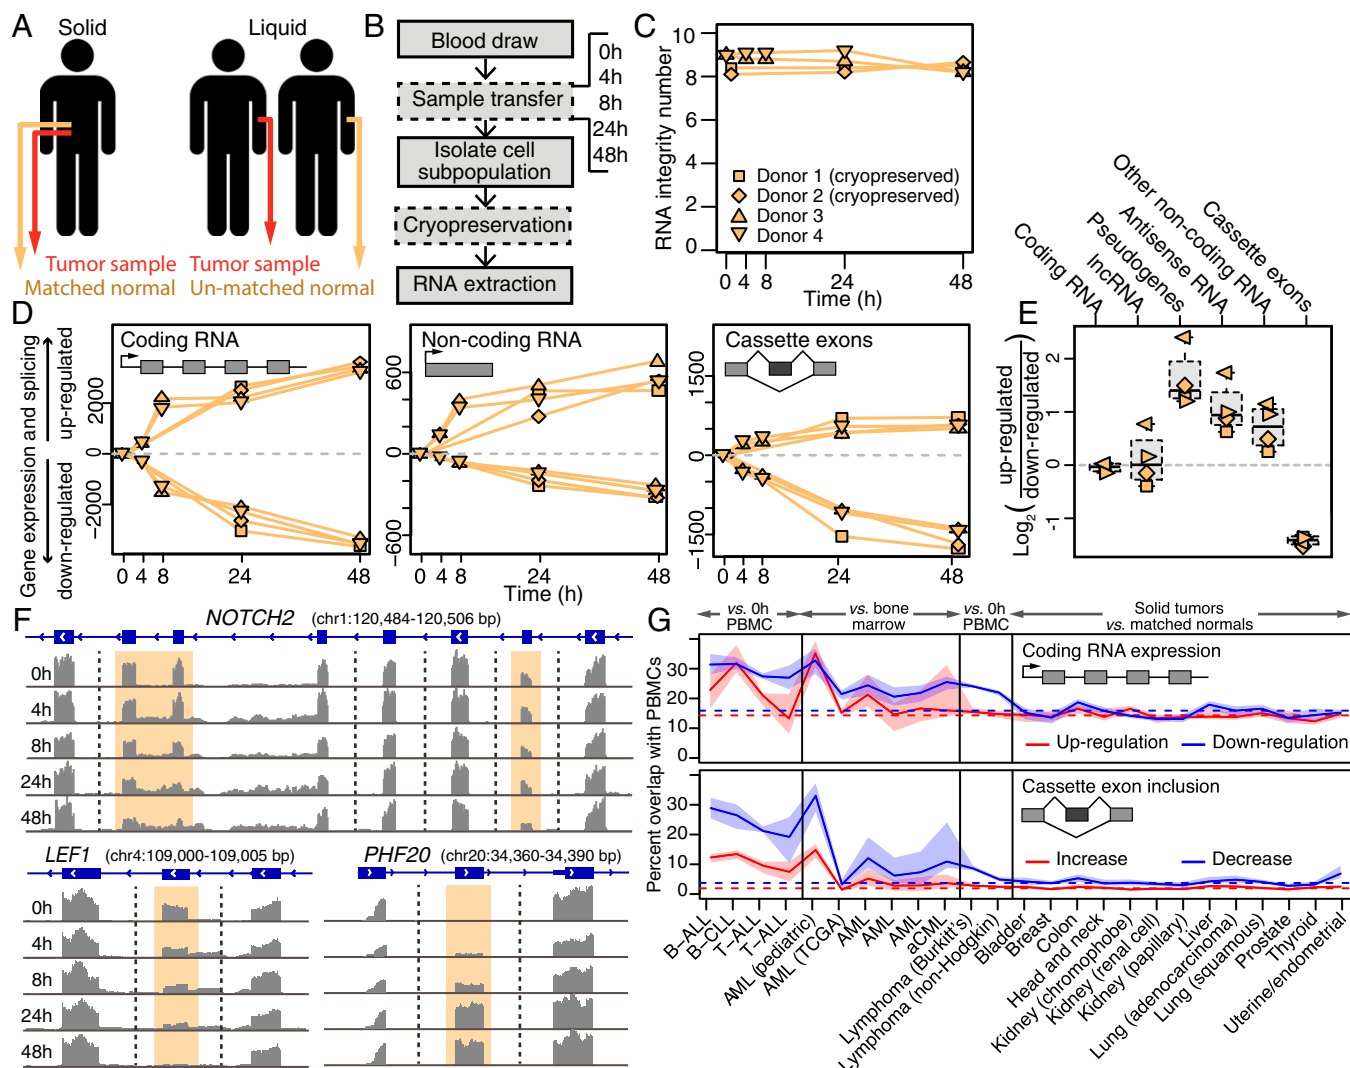 A
Solid
Liquid
Tumor sample
Matched normal
Tumor sample
Un-matched normal
B
Blood draw
Sample transfer
Isolate cell
subpopulation
Cryopreservation
RNA extraction
0h
4h
8h
24h
48h
C
RNA integrity number
10
8
6
4
2
0
Donor 1 (cryopreserved)
Donor 2 (cryopreserved)
Donor 3
Donor 4
0 4 8 24 48
Time (h)
D
Gene expression and splicing
down-regulated up-regulated
Coding RNA
2000
0
−2000
0 4 8 24 48
Non-coding RNA
600
0
−600
0 4 8 24 48
Time (h)
Cassette exons
1500
0
−1500
0 4 8 24 48
E
Coding RNA
lncRNA
Pseudogenes
Antisense RNA
Other non-coding RNA
Cassette exons
Log2 ( up-regulated / down-regulated )
2
1
0
-1
F
NOTCH2 (chr1:120,484-120,506 bp)
0h
4h
8h
24h
48h
LEF1 (chr4:109,000-109,005 bp)
0h
4h
8h
24h
48h
PHF20 (chr20:34,360-34,390 bp)
G
vs. 0h
PBMC
vs. bone
marrow
vs. 0h
PBMC
Solid tumors
vs. matched normals
Percent overlap with PBMCs
Coding RNA expression
30
20
10
0
Up-regulation
Down-regulation
Cassette exon inclusion
30
20
10
0
Increase
Decrease
B−ALL
B−CLL
T−ALL
T−ALL
AML (pediatric)
AML (TCGA)
AML
AML
AML
aCML
Lymphoma (Burkitt's)
Lymphoma (non-Hodgkin)
Bladder
Breast
Colon
Head and neck
Kidney (chromophobe)
Kidney (renal cell)
Kidney (papillary)
Liver
Lung (adenocarcinoma)
Lung (squamous)
Prostate
Thyroid
Uterine/endometrial